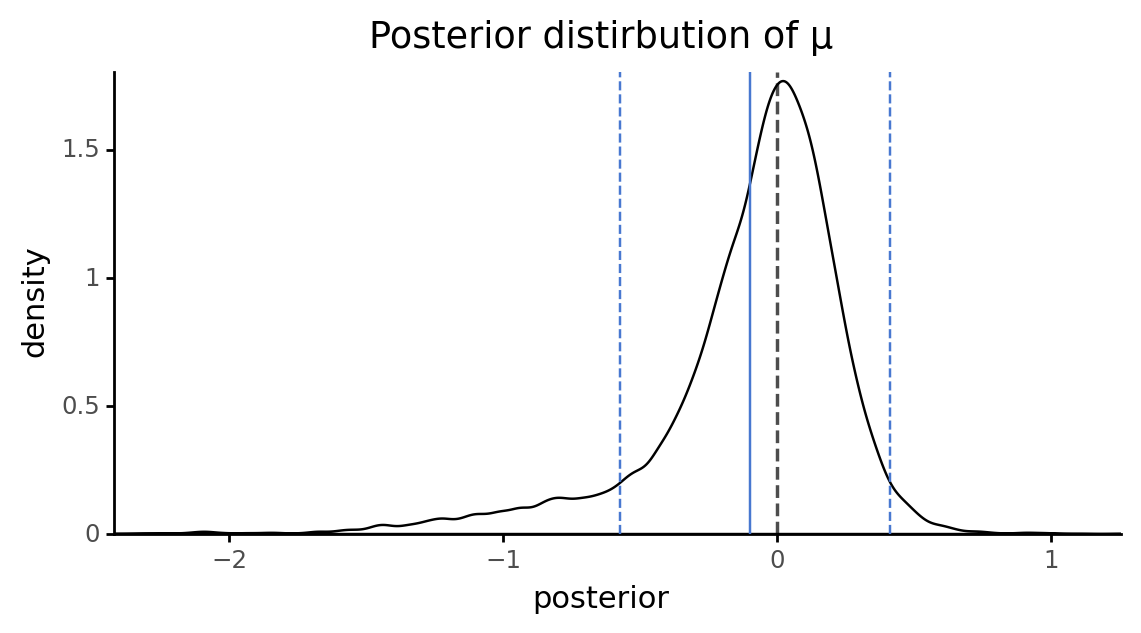 Posterior distirbution of μ
density
1.5
1
0.5
0
−2
−1
0
1
posterior